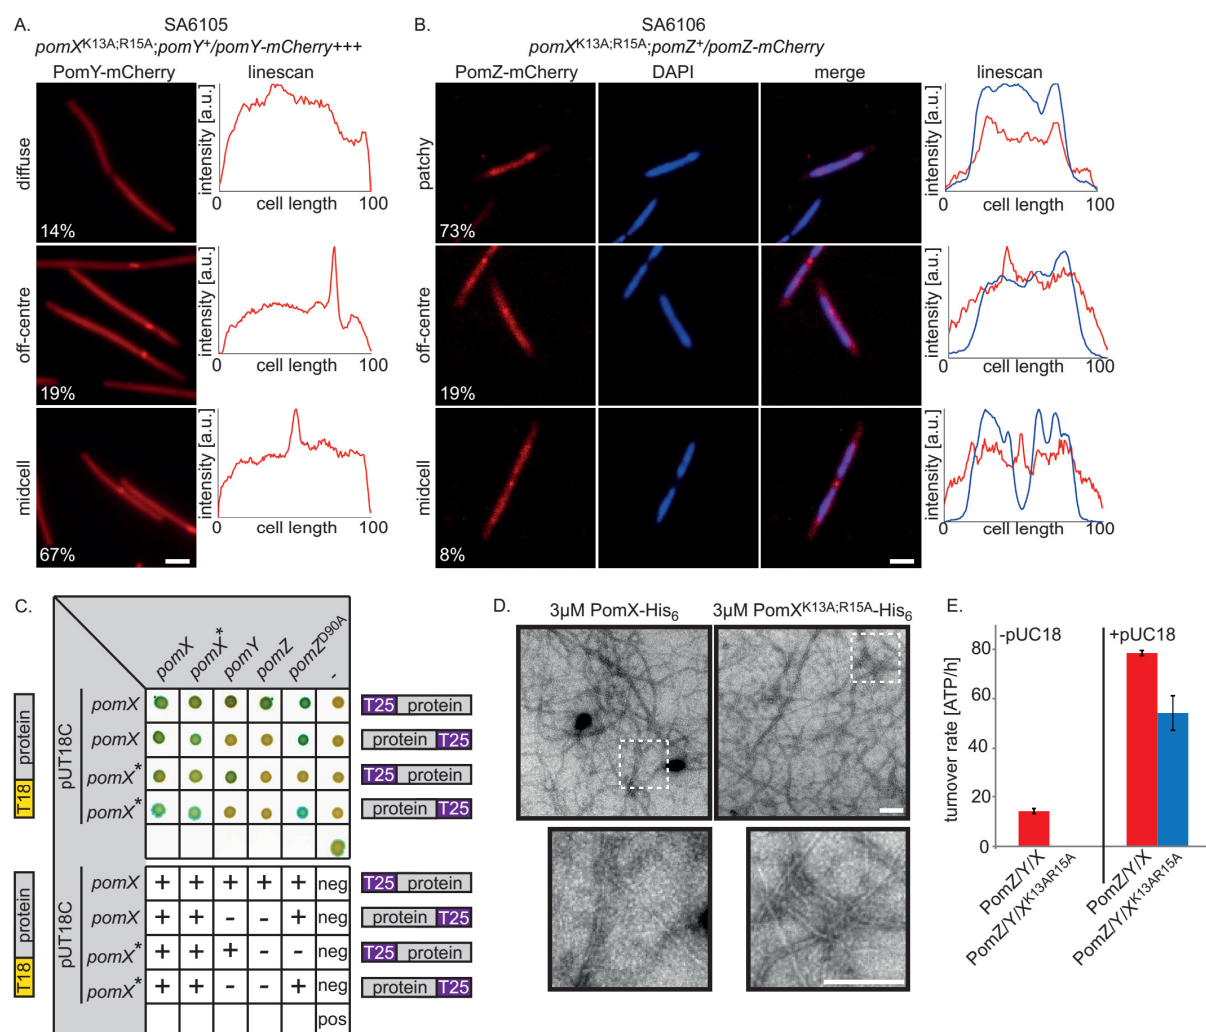 A.
SA6105
pomX^K13A;R15A;pomY+/pomY-mCherry+++
PomY-mCherry
linescan
diffuse
14%
intensity [a.u.]
0
cell length
100
off-centre
19%
intensity [a.u.]
0
cell length
100
midcell
67%
intensity [a.u.]
0
cell length
100
B.
SA6106
pomX^K13A;R15A;pomZ+/pomZ-mCherry
PomZ-mCherry
DAPI
merge
linescan
patchy
73%
intensity [a.u.]
0
cell length
100
off-centre
19%
intensity [a.u.]
0
cell length
100
midcell
8%
intensity [a.u.]
0
cell length
100
C.
pomX
pomX*
pomY
pomZ
pomZ^D90A
-
T18 protein
pUT18C
pomX
T25 protein
pomX
protein T25
pomX*
T25 protein
pomX*
protein T25
T18 protein
pUT18C
pomX + + + + + neg T25 protein
pomX + + - - + neg protein T25
pomX* + + + - - neg T25 protein
pomX* + + - - + neg protein T25
pos
D.
3µM PomX-His6
3µM PomX^K13A;R15A-His6
E.
-pUC18
+pUC18
turnover rate [ATP/h]
80
60
40
20
0
PomZ/Y/X
PomZ/Y/X^K13AR15A
PomZ/Y/X
PomZ/Y/X^K13AR15A